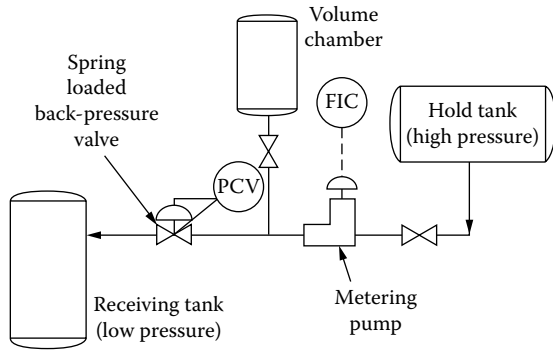 Volume
chamber
Spring
loaded
back-pressure
valve
FIC
Hold tank
(high pressure)
PCV
Receiving tank
(low pressure)
Metering
pump